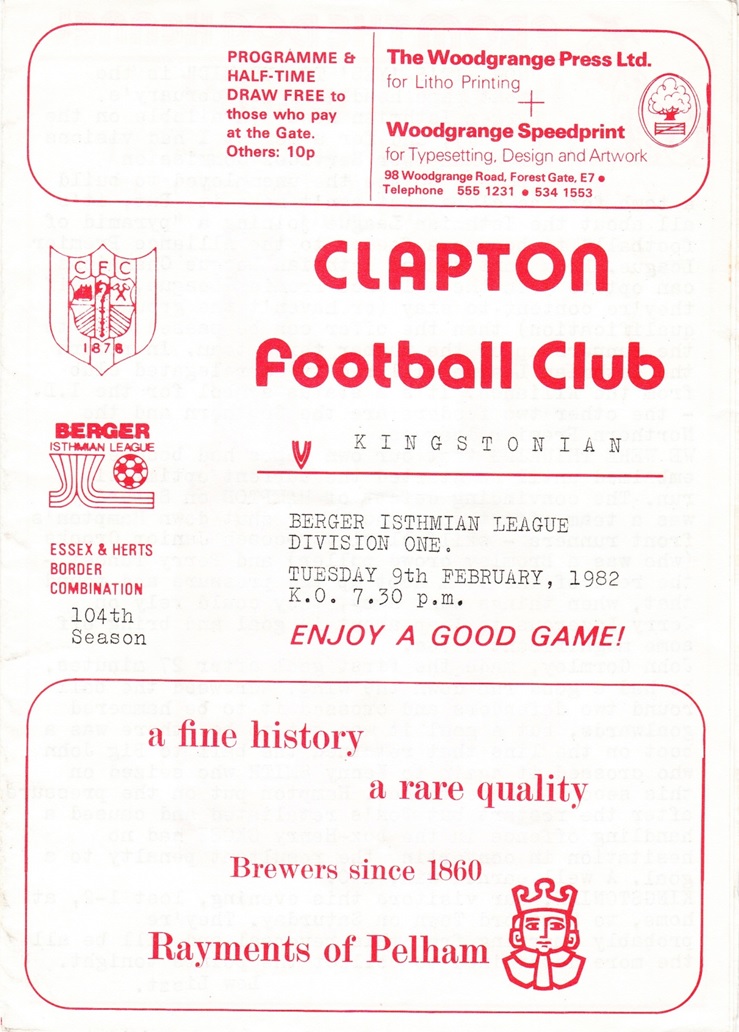 PROGRAMME &
HALF-TIME
DRAW FREE to
those who pay
at the Gate.
Others: 10p
The Woodgrange Press Ltd.
for Litho Printing
+
Woodgrange Speedprint
for Typesetting, Design and Artwork
98 Woodgrange Road, Forest Gate, E7 •
Telephone 555 1231 • 534 1553
CFC
1878
CLAPTON
Football Club
v KINGSTONIAN
BERGER
ISTHMIAN LEAGUE
ESSEX & HERTS
BORDER
COMBINATION
104th
Season
BERGER ISTHMIAN LEAGUE
DIVISION ONE.
TUESDAY 9th FEBRUARY, 1982
K.O. 7.30 p.m.
ENJOY A GOOD GAME!
a fine history
a rare quality
Brewers since 1860
Rayments of Pelham